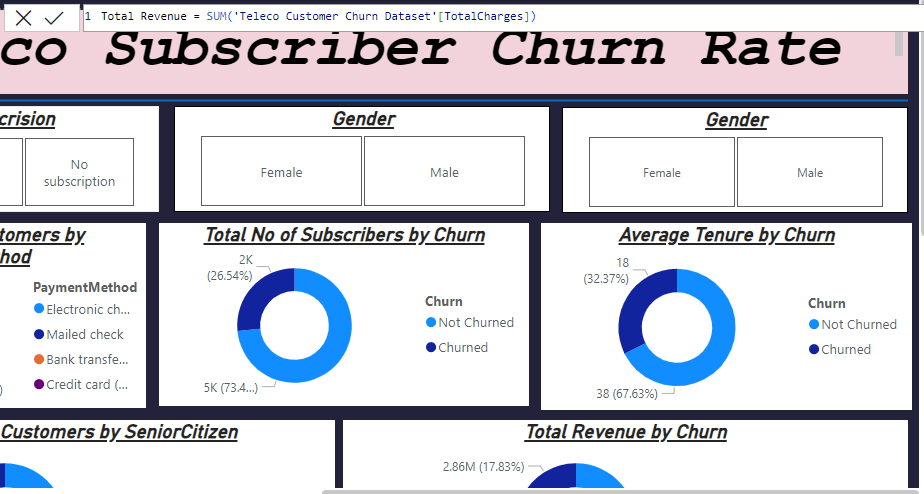 1 Total Revenue = SUM('Teleco Customer Churn Dataset'[TotalCharges])
co Subscriber Churn Rate
crision
No
subscription
Gender
Female
Male
Gender
Female
Male
tomers by
hod
PaymentMethod
Electronic ch...
Mailed check
Bank transfe...
Credit card (...
)
Total No of Subscribers by Churn
2K
(26.54%)
5K (73.4...)
Churn
Not Churned
Churned
Average Tenure by Churn
18
(32.37%)
38 (67.63%)
Churn
Not Churned
Churned
Customers by SeniorCitizen
Total Revenue by Churn
2.86M (17.83%)